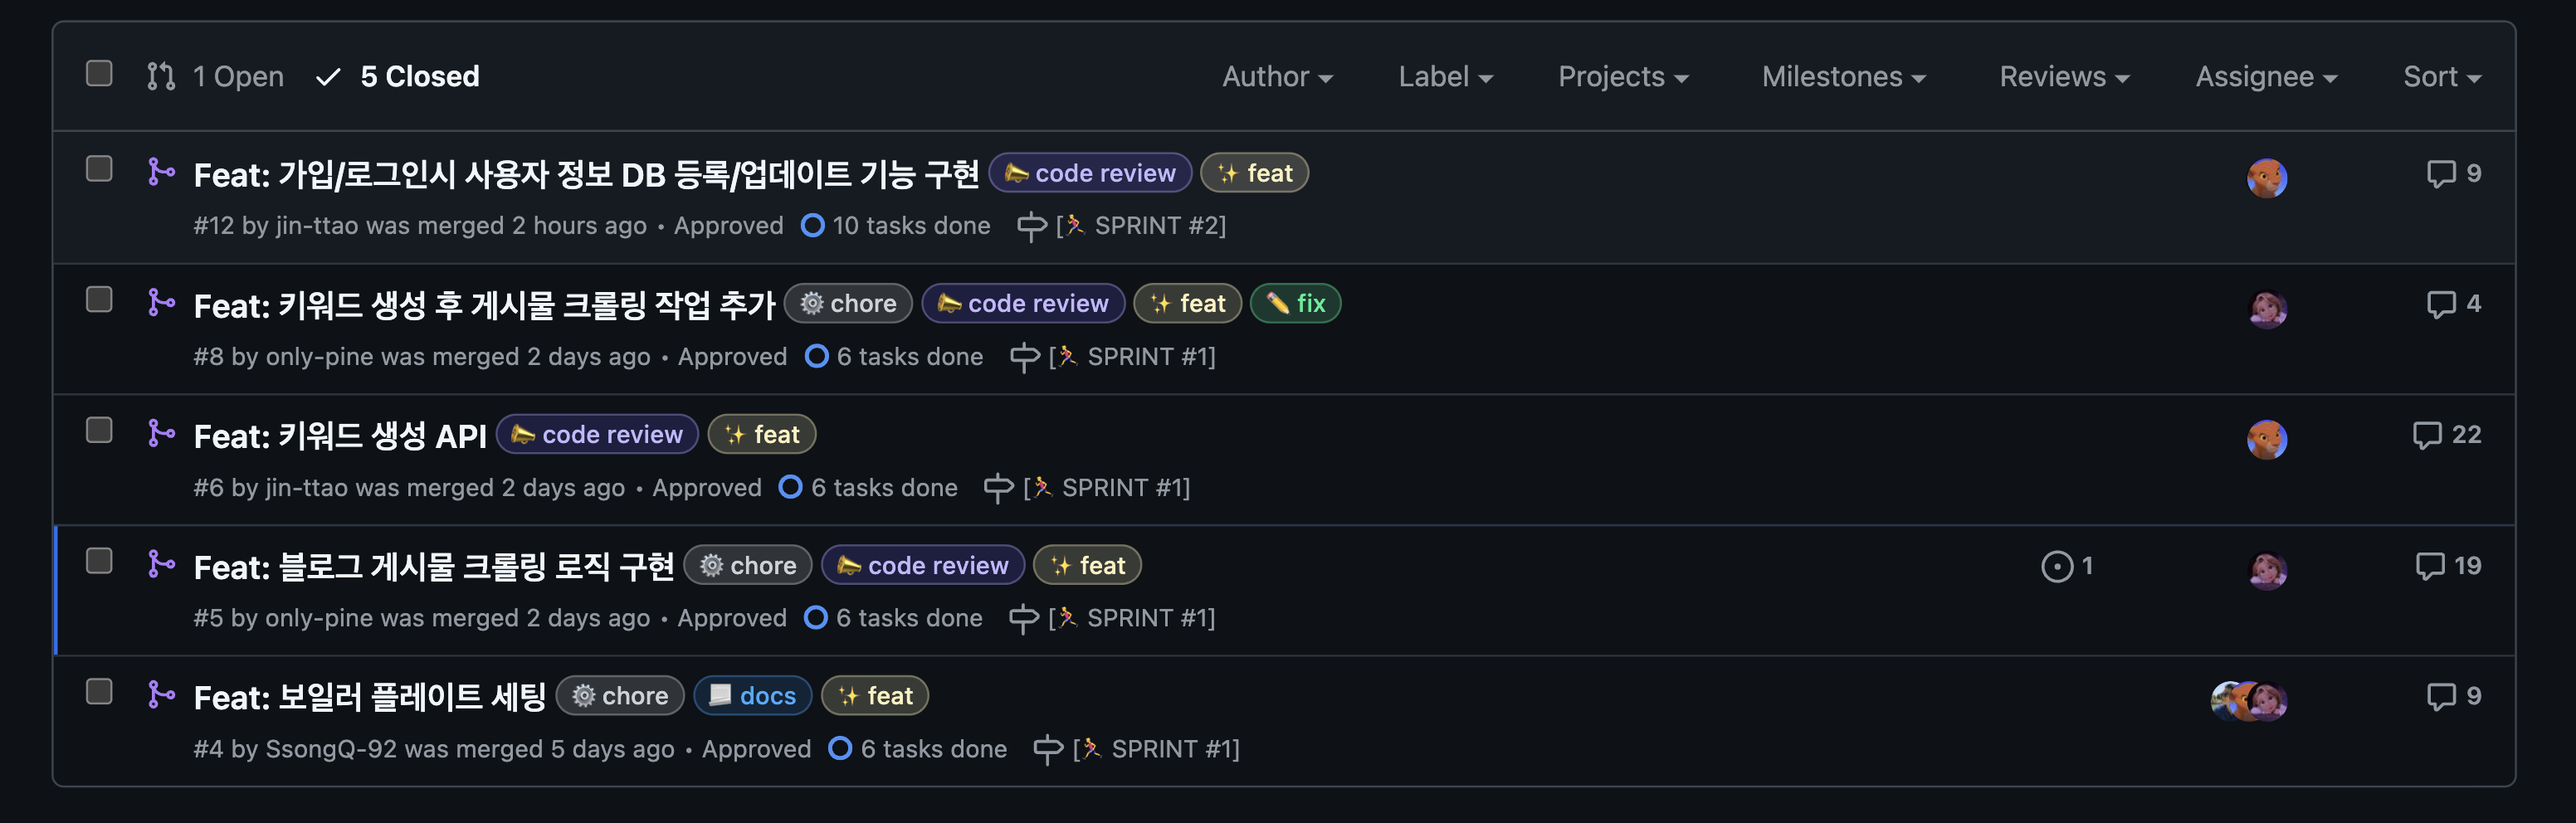 1 Open 5 Closed Author Label Projects Milestones Reviews Assignee Sort
Feat: 가입/로그인시 사용자 정보 DB 등록/업데이트 기능 구현 code review feat 9
#12 by jin-ttao was merged 2 hours ago • Approved 10 tasks done [🏃 SPRINT #2]
Feat: 키워드 생성 후 게시물 크롤링 작업 추가 chore code review feat fix 4
#8 by only-pine was merged 2 days ago • Approved 6 tasks done [🏃 SPRINT #1]
Feat: 키워드 생성 API code review feat 22
#6 by jin-ttao was merged 2 days ago • Approved 6 tasks done [🏃 SPRINT #1]
Feat: 블로그 게시물 크롤링 로직 구현 chore code review feat 1 19
#5 by only-pine was merged 2 days ago • Approved 6 tasks done [🏃 SPRINT #1]
Feat: 보일러 플레이트 세팅 chore docs feat 9
#4 by SsongQ-92 was merged 5 days ago • Approved 6 tasks done [🏃 SPRINT #1]